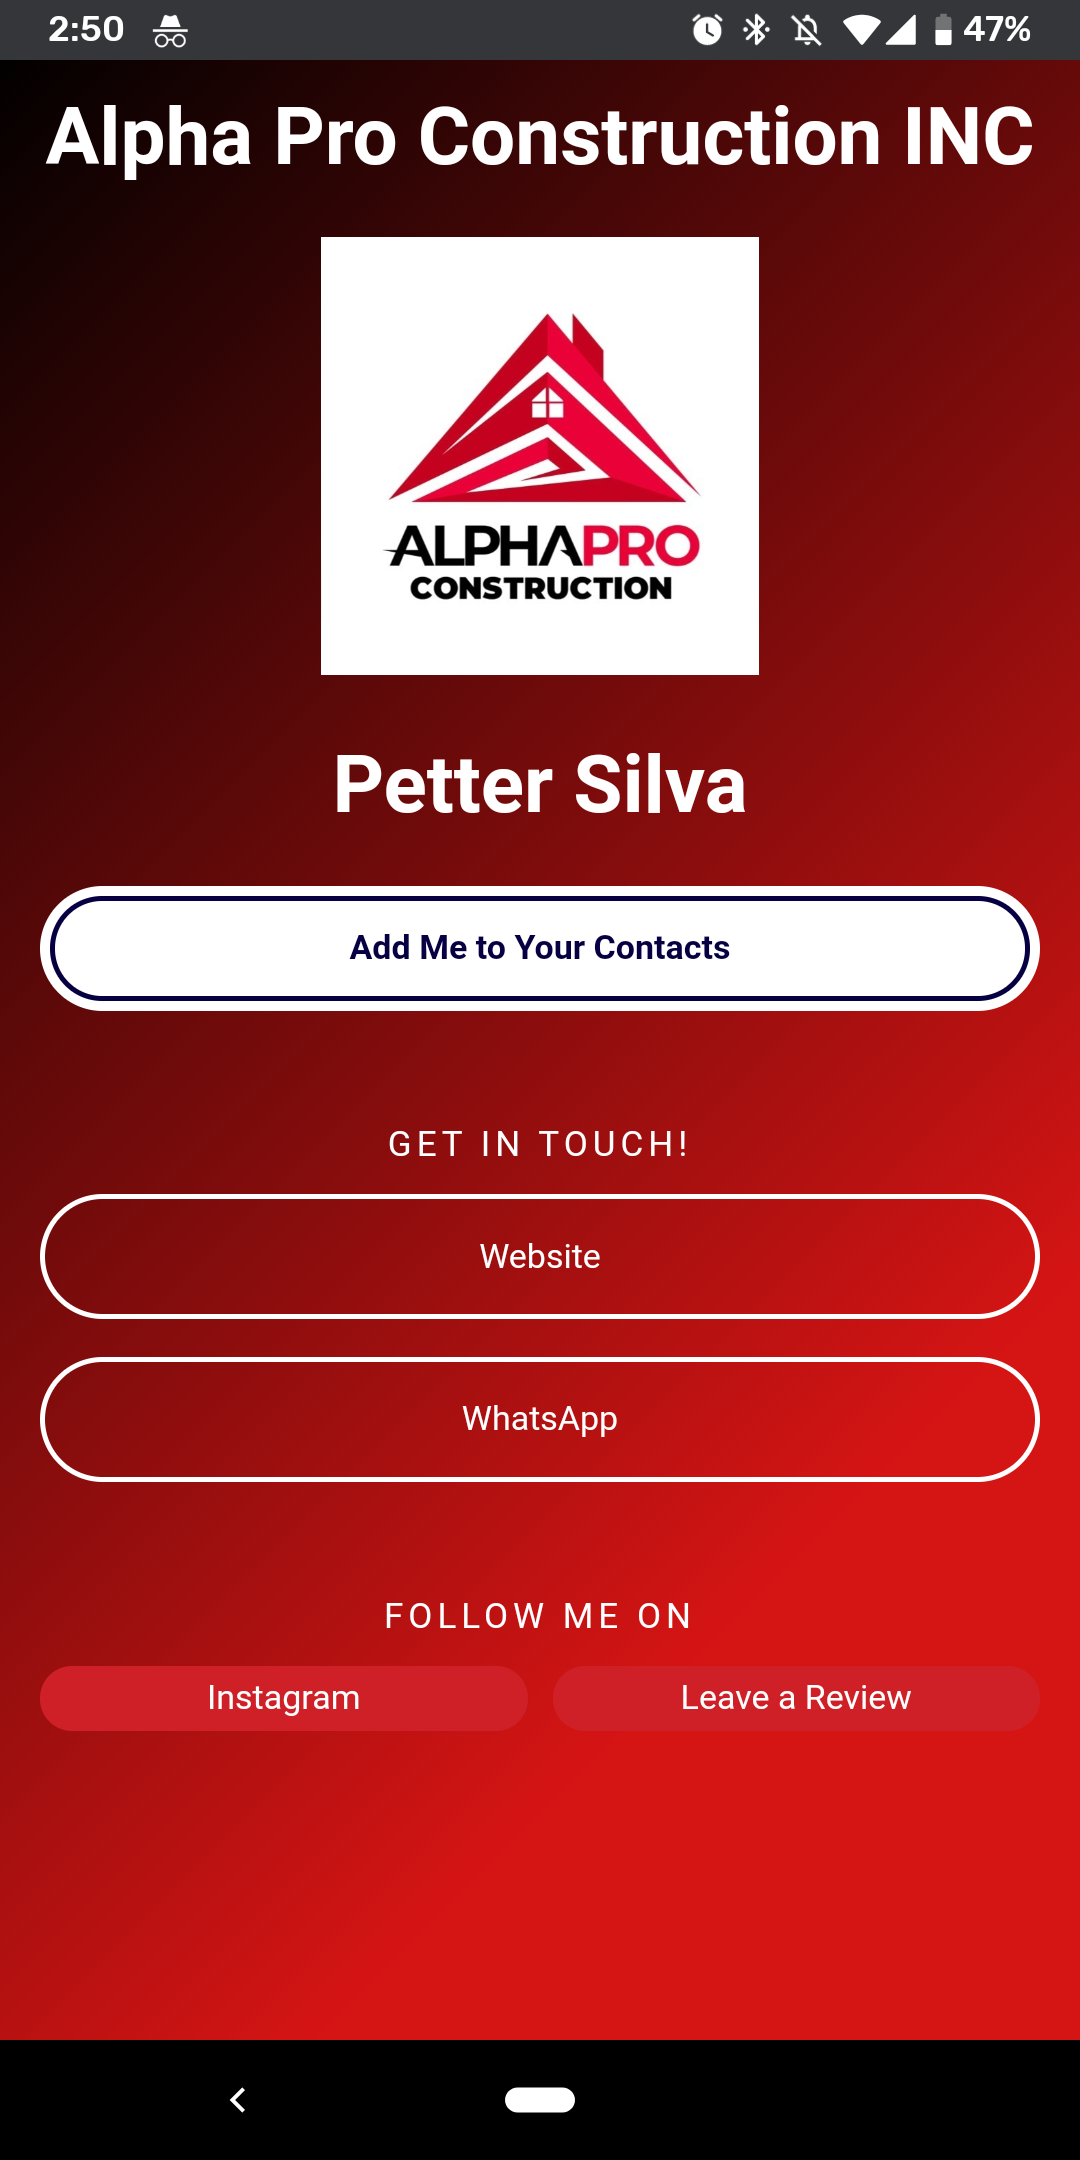 2:50 47%
Alpha Pro Construction INC
ALPHAPRO
CONSTRUCTION
Petter Silva
Add Me to Your Contacts
GET IN TOUCH!
Website
WhatsApp
FOLLOW ME ON
Instagram Leave a Review